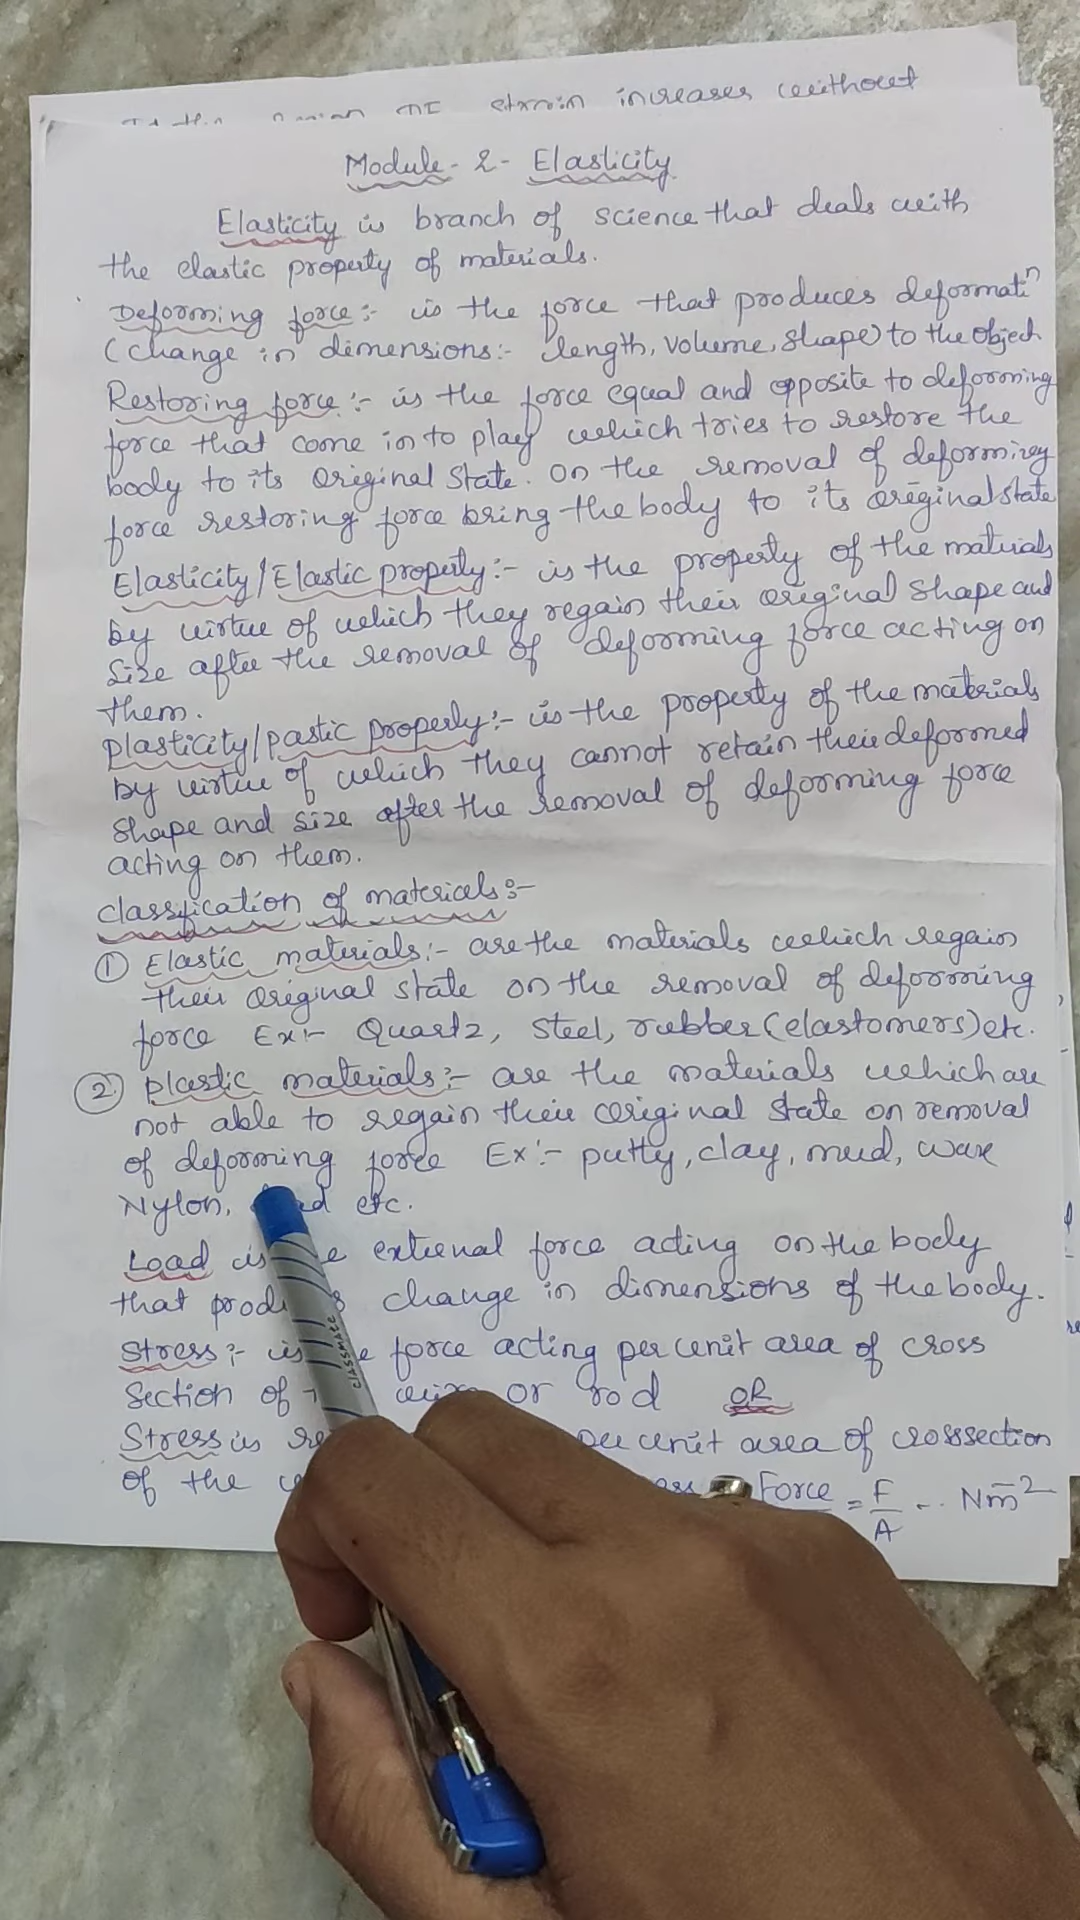 strain increases without
Module - 2 - Elasticity
Elasticity is branch of science that deals with
the elastic property of materials.
Deforming force:- is the force that produces deformatiⁿ
(change in dimensions:- length, volume, shape) to the object
Restoring force:- is the force equal and opposite to deforming
force that come in to play which tries to restore the
body to its original state. On the removal of deforming
force restoring force bring the body to its original state
Elasticity/Elastic property:- is the property of the materials
by virtue of which they regain their original shape and
size after the removal of deforming force acting on
them.
Plasticity/pastic property:- is the property of the materials
by virtue of which they cannot retain their deformed
shape and size after the removal of deforming force
acting on them.
classification of materials:-
① Elastic materials:- are the materials which regain
their original state on the removal of deforming
force Ex:- Quartz, steel, rubber (elastomers) etc.
② plastic materials:- are the materials which are
not able to regain their original state on removal
of deforming force Ex:- putty, clay, mud, wax
Nylon, etc.
Load is external force acting on the body
that change in dimensions of the body.
Stress:- is force acting per unit area of cross
section of or rod OR
Stress is per unit area of crosssection
of the Force = F/A -- Nm̄²
CLASSMATE